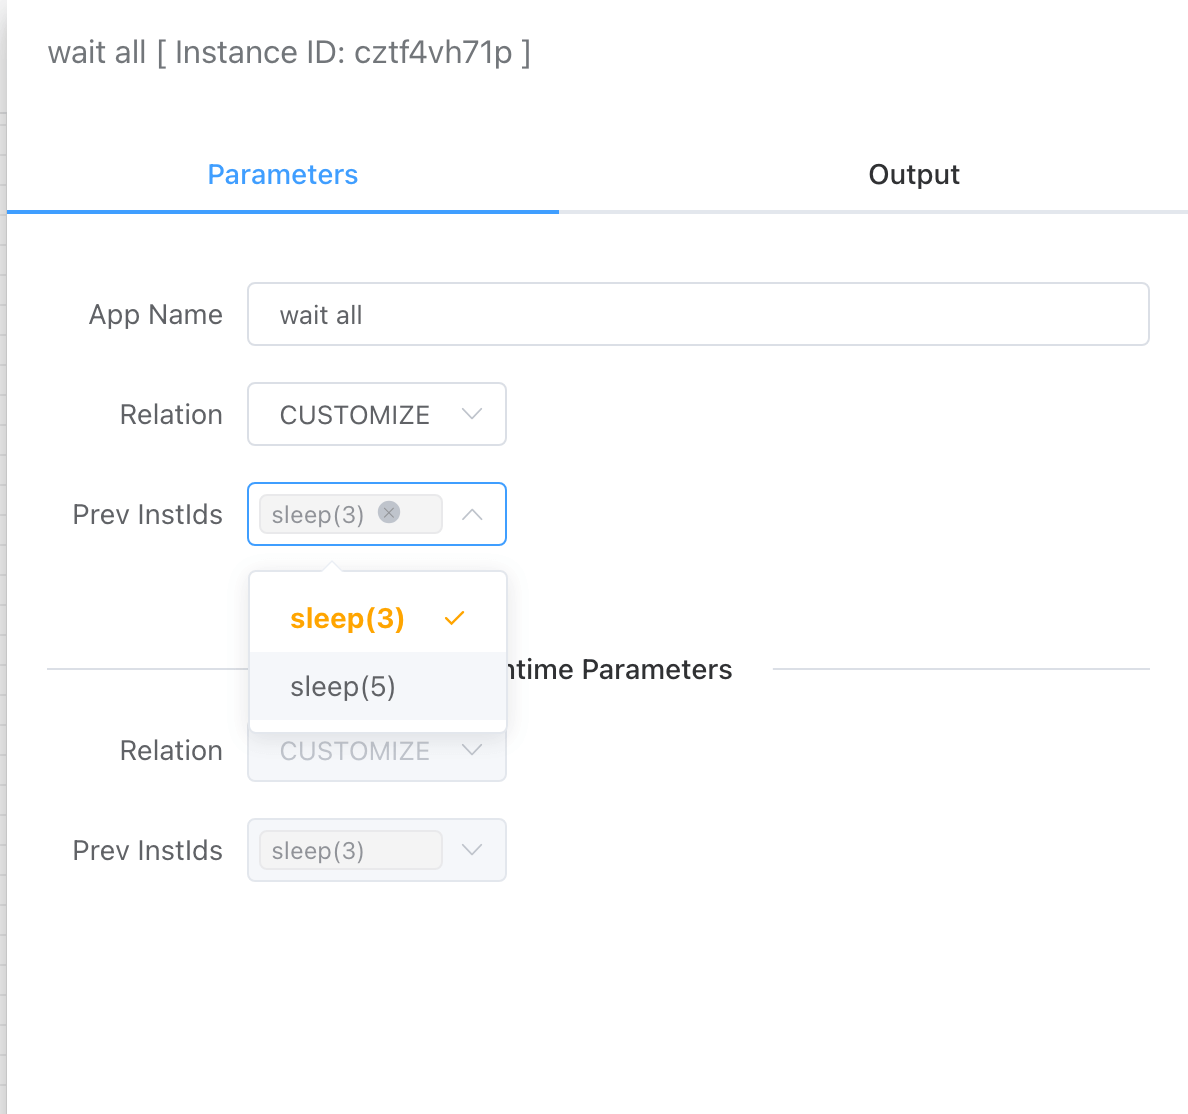 wait all [ Instance ID: cztf4vh71p ]
Parameters Output
App Name wait all
Relation CUSTOMIZE
Prev InstIds sleep(3)
sleep(3)
ntime Parameters
sleep(5)
Relation CUSTOMIZE
Prev InstIds sleep(3)